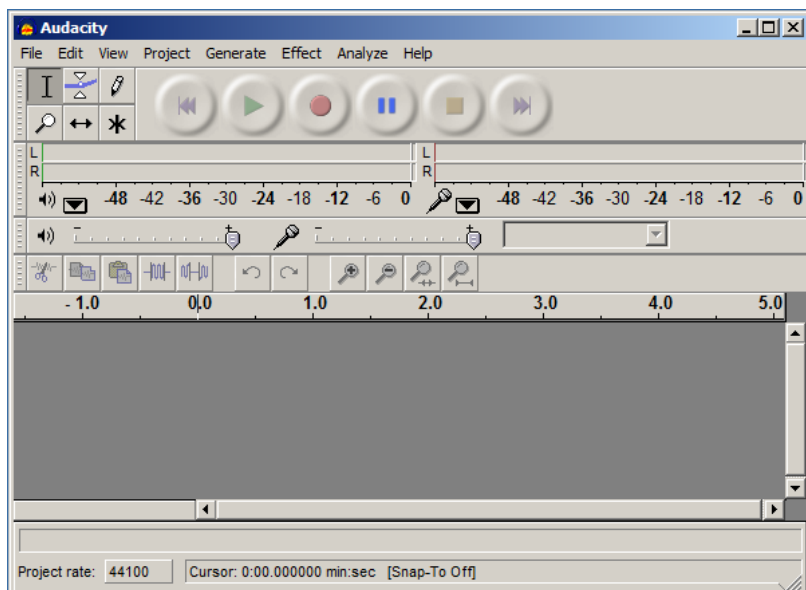 Audacity
File Edit View Project Generate Effect Analyze Help
L L
R R
-48 -42 -36 -30 -24 -18 -12 -6 0 -48 -42 -36 -30 -24 -18 -12 -6 0
- 1.0 0.0 1.0 2.0 3.0 4.0 5.0
Project rate: 44100 Cursor: 0:00.000000 min:sec [Snap-To Off]